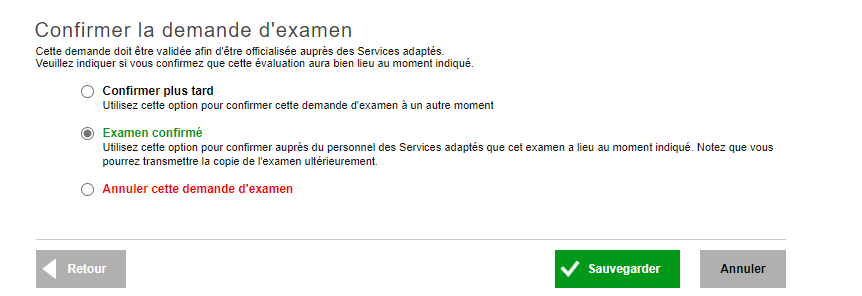 Confirmer la demande d'examen
Cette demande doit être validée afin d'être officialisée auprès des Services adaptés.
Veuillez indiquer si vous confirmez que cette évaluation aura bien lieu au moment indiqué.
Confirmer plus tard
Utilisez cette option pour confirmer cette demande d'examen à un autre moment
Examen confirmé
Utilisez cette option pour confirmer auprès du personnel des Services adaptés que cet examen a lieu au moment indiqué. Notez que vous
pourrez transmettre la copie de l'examen ultérieurement.
Annuler cette demande d'examen
Retour
Sauvegarder
Annuler